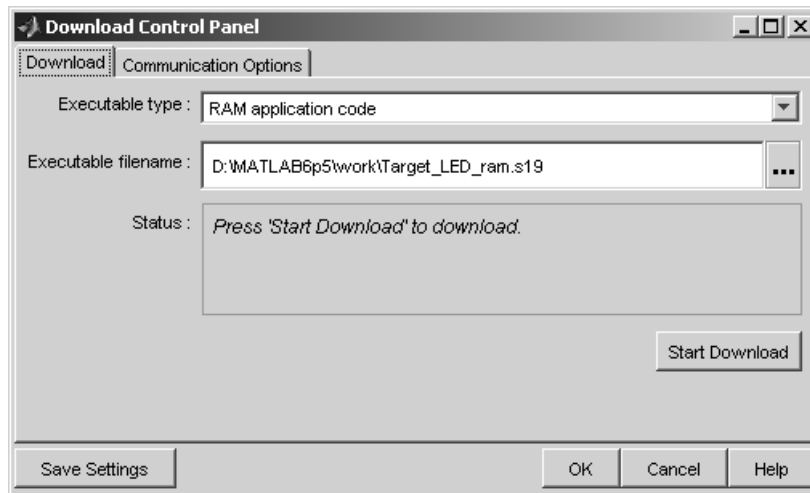 Download Control Panel
Download Communication Options
Executable type : RAM application code
Executable filename : D:\MATLAB6p5\work\Target_LED_ram.s19 ...
Status : Press 'Start Download' to download.
Start Download
Save Settings OK Cancel Help